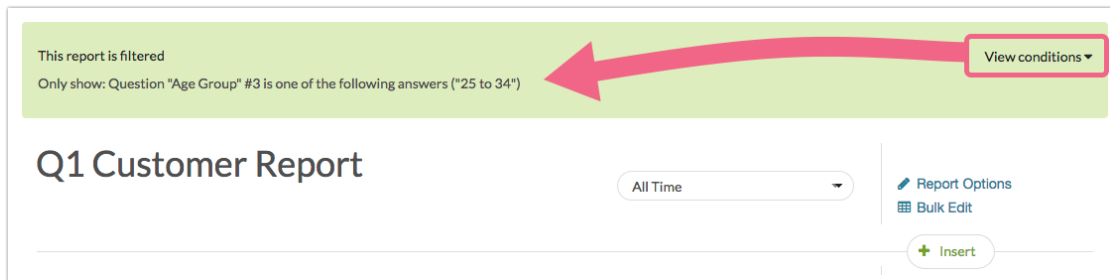 This report is filtered
View conditions
Only show: Question "Age Group" #3 is one of the following answers ("25 to 34")
Q1 Customer Report
All Time
Report Options
Bulk Edit
+ Insert